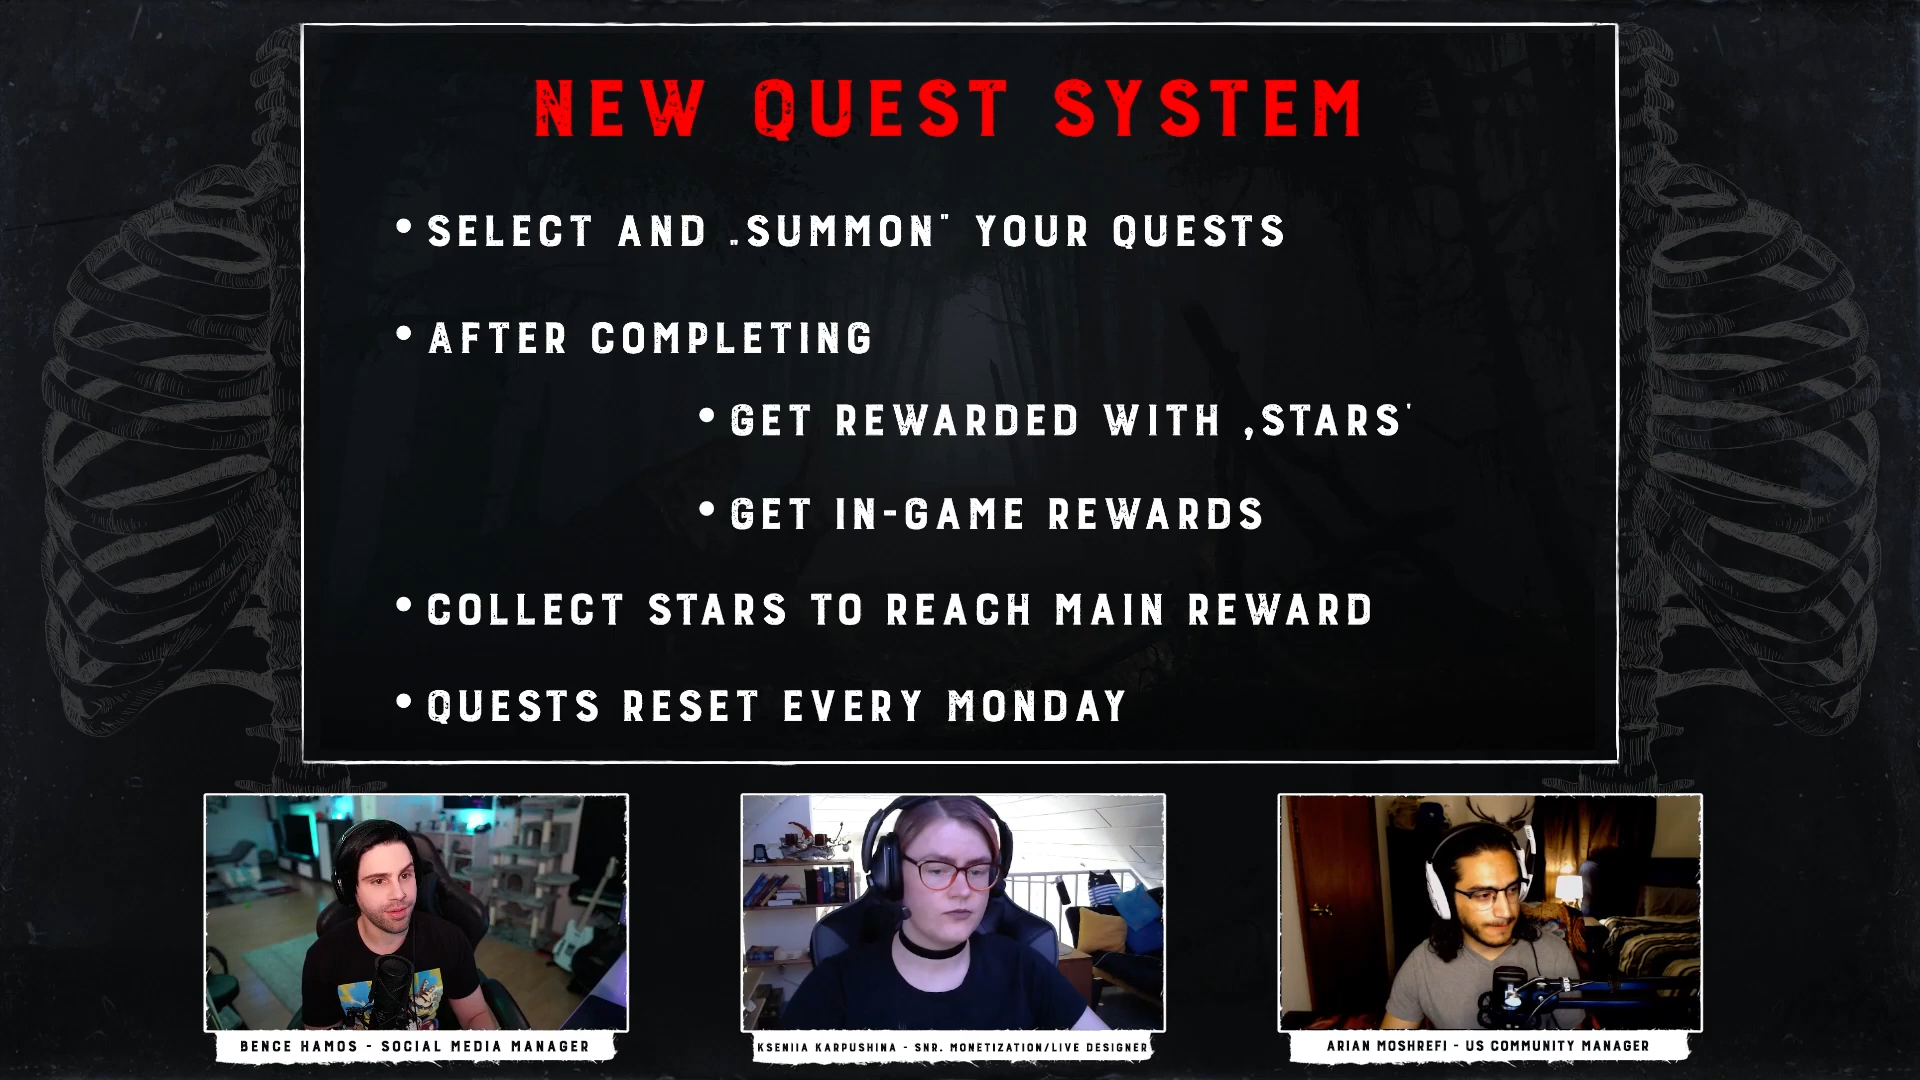 NEW QUEST SYSTEM
• SELECT AND „SUMMON" YOUR QUESTS
• AFTER COMPLETING
• GET REWARDED WITH ‚STARS'
• GET IN-GAME REWARDS
• COLLECT STARS TO REACH MAIN REWARD
• QUESTS RESET EVERY MONDAY
BENCE HAMOS - SOCIAL MEDIA MANAGER
KSENIIA KARPUSHINA - SNR. MONETIZATION/LIVE DESIGNER
ARIAN MOSHREFI - US COMMUNITY MANAGER